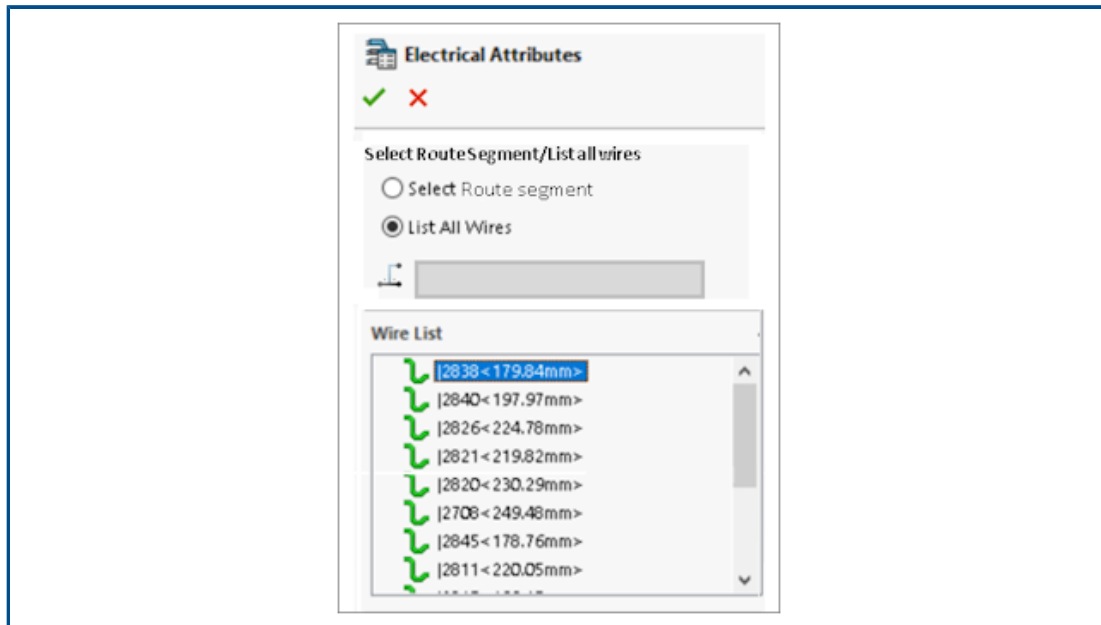 Electrical Attributes
Select Route Segment/List all wires
Select Route segment
List All Wires
Wire List
|2838<179.84mm>
|2840<197.97mm>
|2826<224.78mm>
|2821<219.82mm>
|2820<230.29mm>
|2708<249.48mm>
|2845<178.76mm>
|2811<220.05mm>